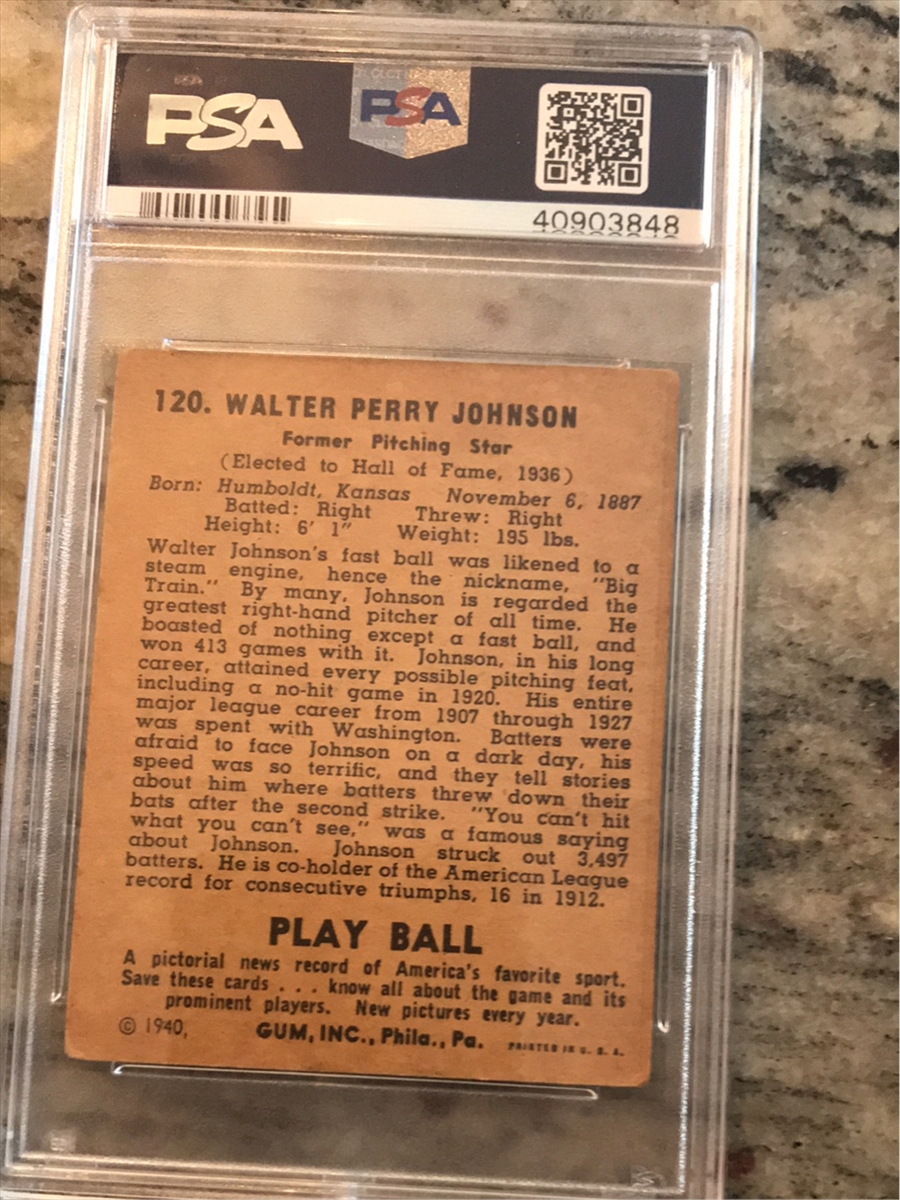 PSA
PSA
40903848
120. WALTER PERRY JOHNSON
Former Pitching Star
(Elected to Hall of Fame, 1936)
Born: Humboldt, Kansas November 6, 1887
Batted: Right Threw: Right
Height: 6' 1" Weight: 195 lbs.
Walter Johnson's fast ball was likened to a
steam engine, hence the nickname, "Big
Train." By many, Johnson is regarded the
greatest right-hand pitcher of all time. He
boasted of nothing except a fast ball, and
won 413 games with it. Johnson, in his long
career, attained every possible pitching feat,
including a no-hit game in 1920. His entire
major league career from 1907 through 1927
was spent with Washington. Batters were
afraid to face Johnson on a dark day, his
speed was so terrific, and they tell stories
about him where batters threw down their
bats after the second strike. "You can't hit
what you can't see," was a famous saying
about Johnson. Johnson struck out 3,497
batters. He is co-holder of the American League
record for consecutive triumphs, 16 in 1912.
PLAY BALL
A pictorial news record of America's favorite sport.
Save these cards . . . know all about the game and its
prominent players. New pictures every year.
© 1940, GUM, INC., Phila., Pa. PRINTED IN U. S. A.